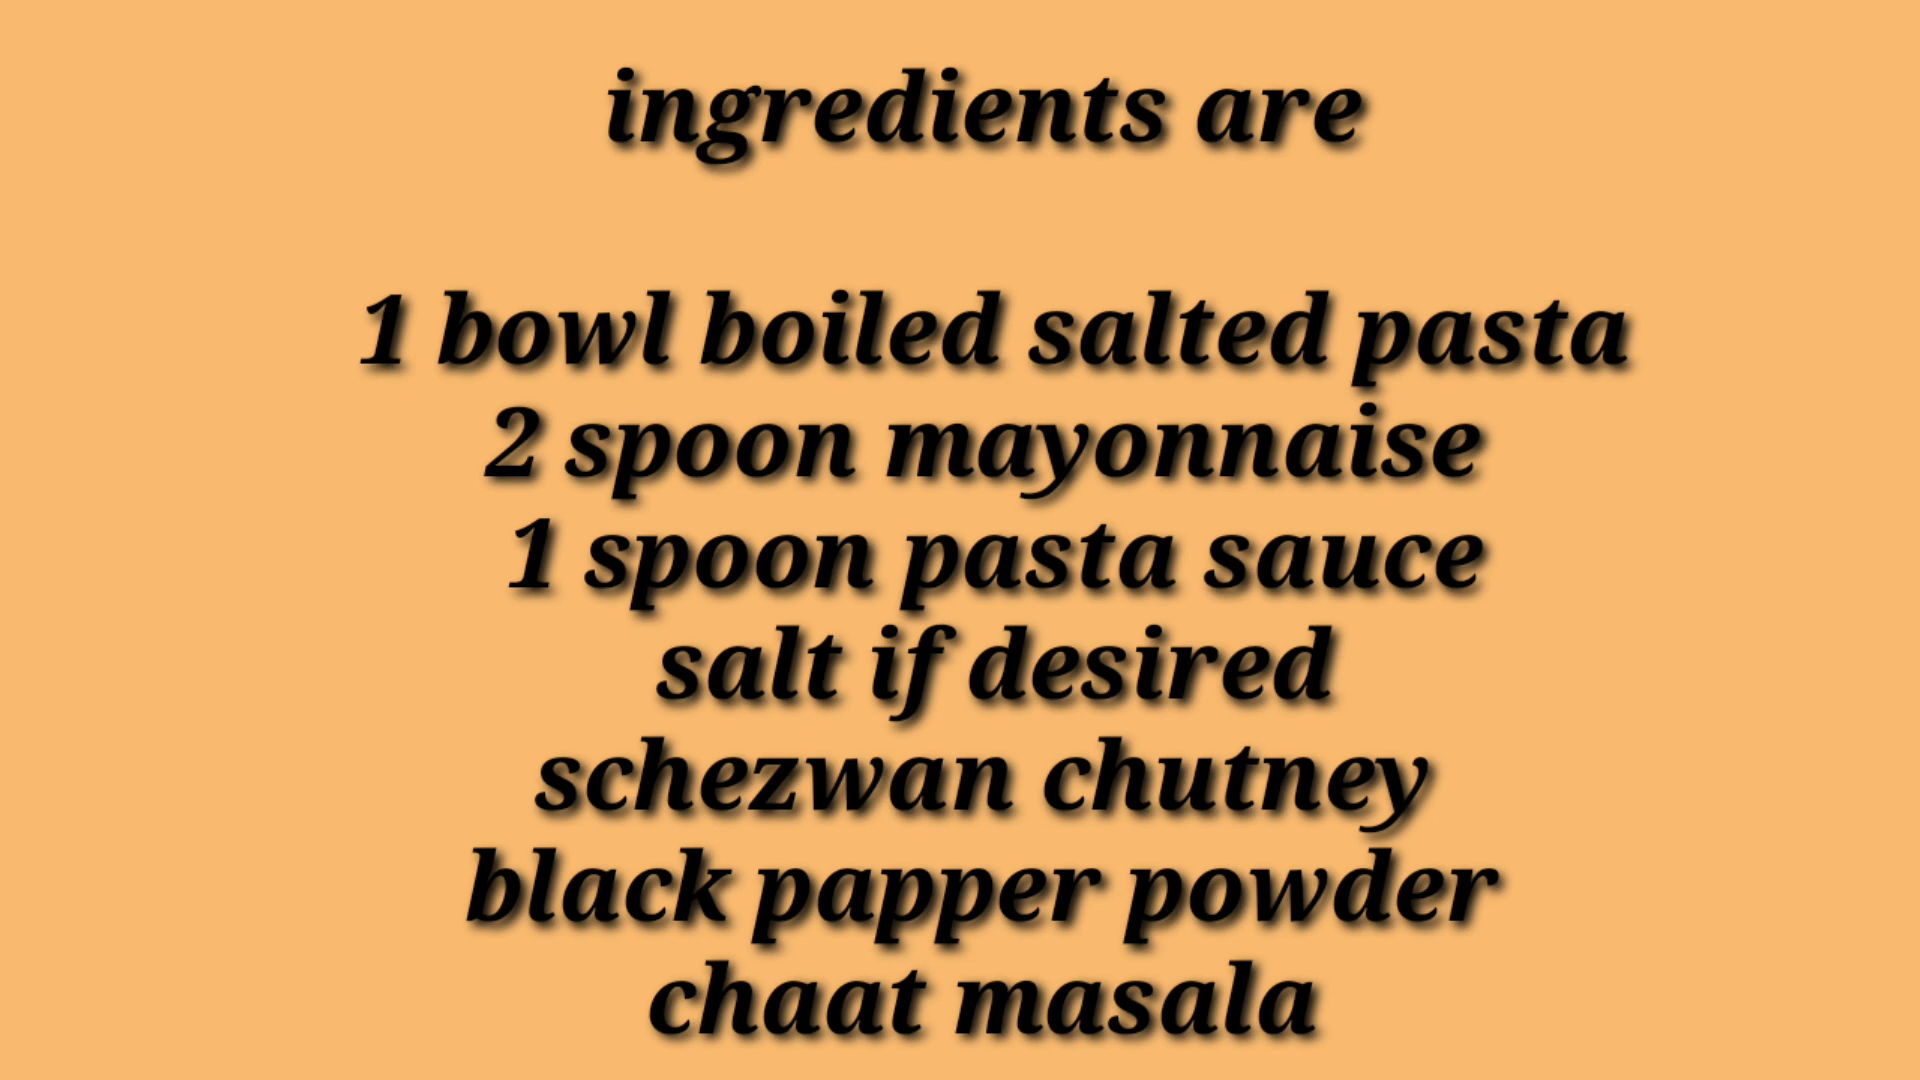 ingredients are
1 bowl boiled salted pasta
2 spoon mayonnaise
1 spoon pasta sauce
salt if desired
schezwan chutney
black papper powder
chaat masala